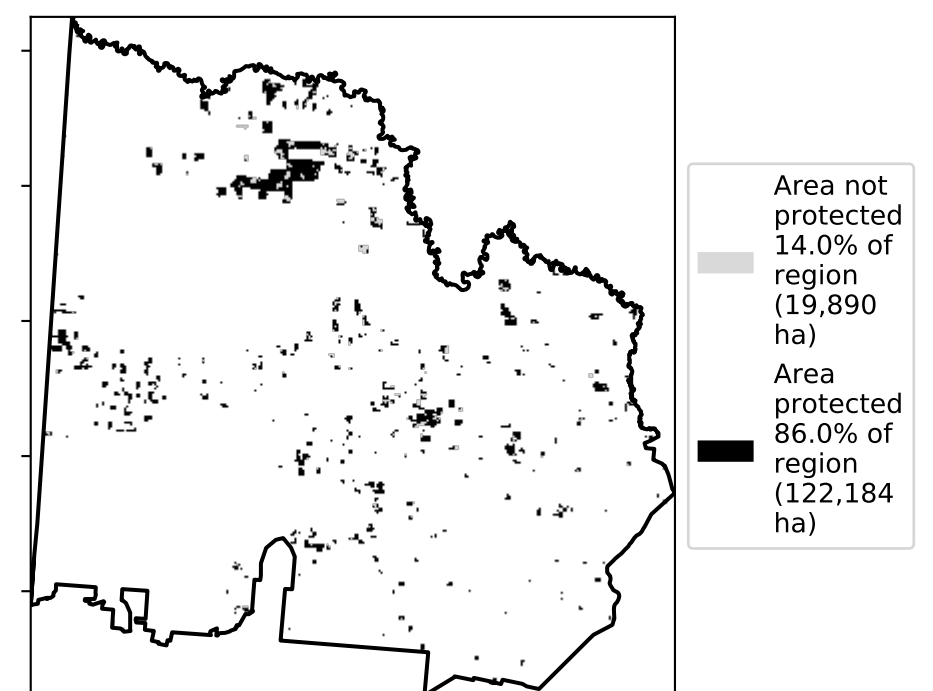 Area not
protected
14.0% of
region
(19,890
ha)
Area
protected
86.0% of
region
(122,184
ha)